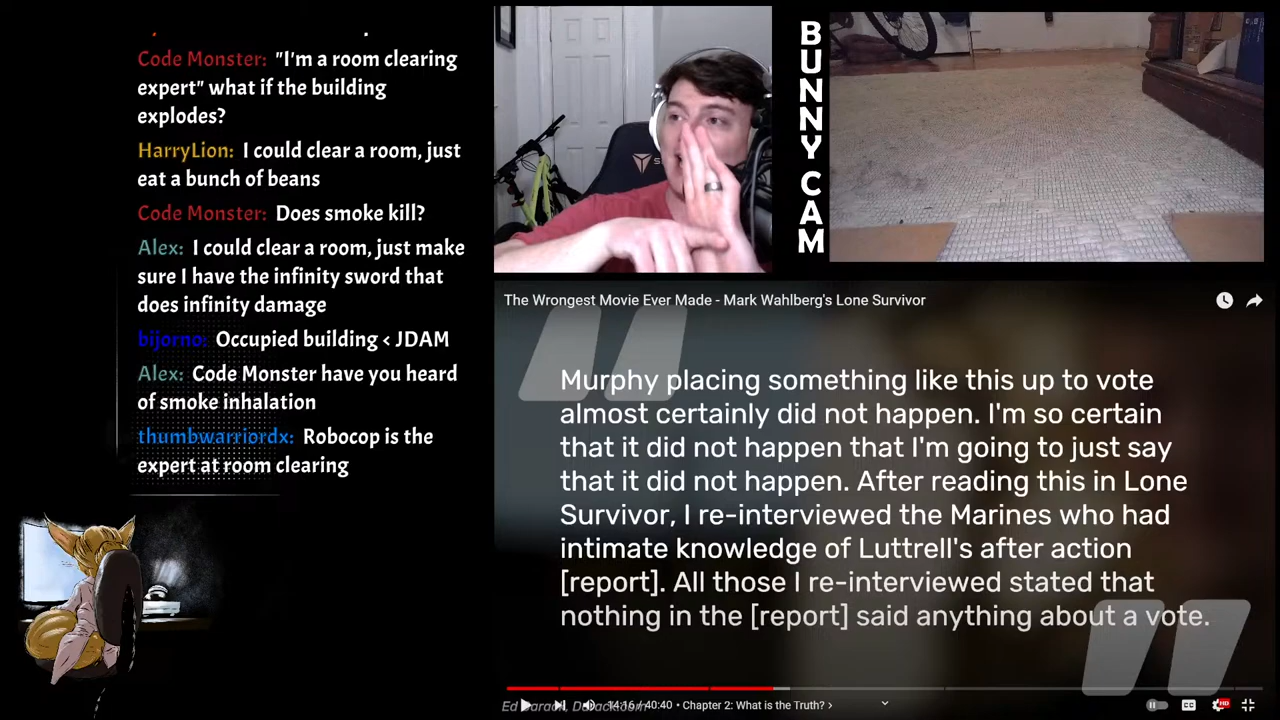 Code Monster: "I'm a room clearing
expert" what if the building
explodes?
HarryLion: I could clear a room, just
eat a bunch of beans
Code Monster: Does smoke kill?
Alex: I could clear a room, just make
sure I have the infinity sword that
does infinity damage
bijorno: Occupied building < JDAM
Alex: Code Monster have you heard
of smoke inhalation
thumbwarriordx: Robocop is the
expert at room clearing
BUNNY CAM
The Wrongest Movie Ever Made - Mark Wahlberg's Lone Survivor
Murphy placing something like this up to vote
almost certainly did not happen. I'm so certain
that it did not happen that I'm going to just say
that it did not happen. After reading this in Lone
Survivor, I re-interviewed the Marines who had
intimate knowledge of Luttrell's after action
[report]. All those I re-interviewed stated that
nothing in the [report] said anything about a vote.
Ed
14:16 / 40:40 • Chapter 2: What is the Truth? ›
CC
HD